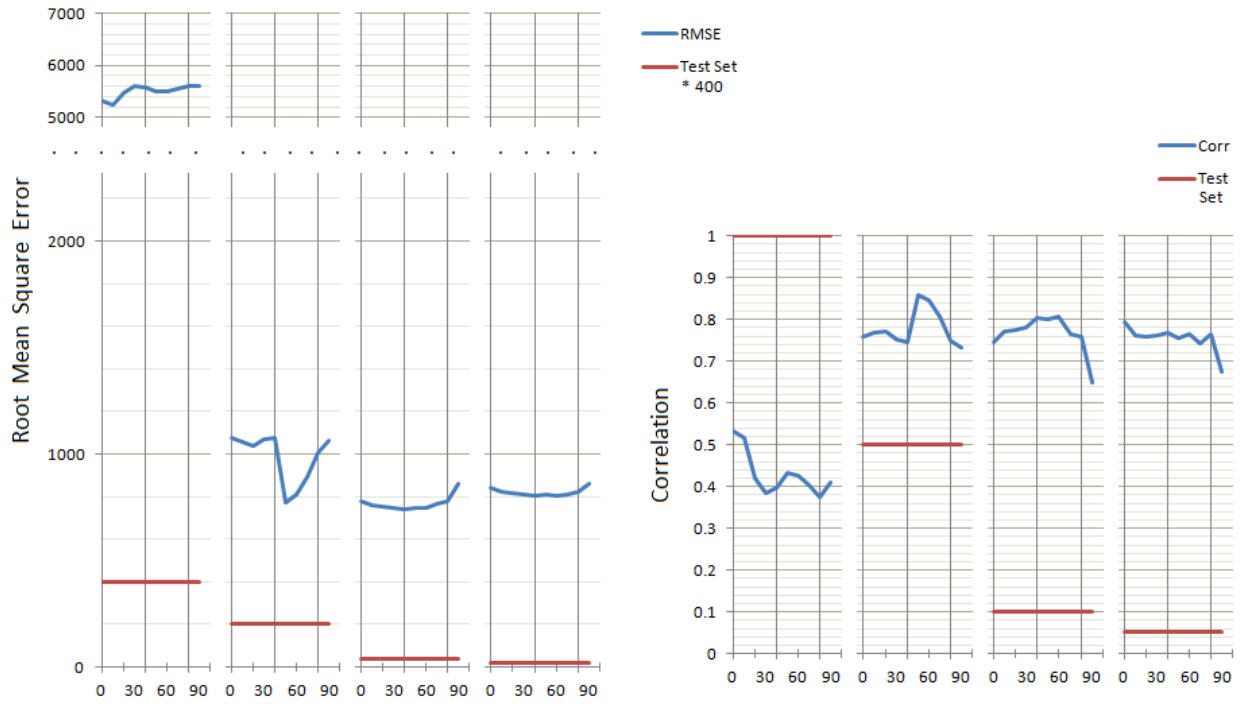 7000
6000
5000
2000
1000
0
Root Mean Square Error
0 30 60 90 0 30 60 90 0 30 60 90 0 30 60 90
RMSE
Test Set
* 400
Corr
Test
Set
1
0.9
0.8
0.7
0.6
0.5
0.4
0.3
0.2
0.1
0
Correlation
0 30 60 90 0 30 60 90 0 30 60 90 0 30 60 90